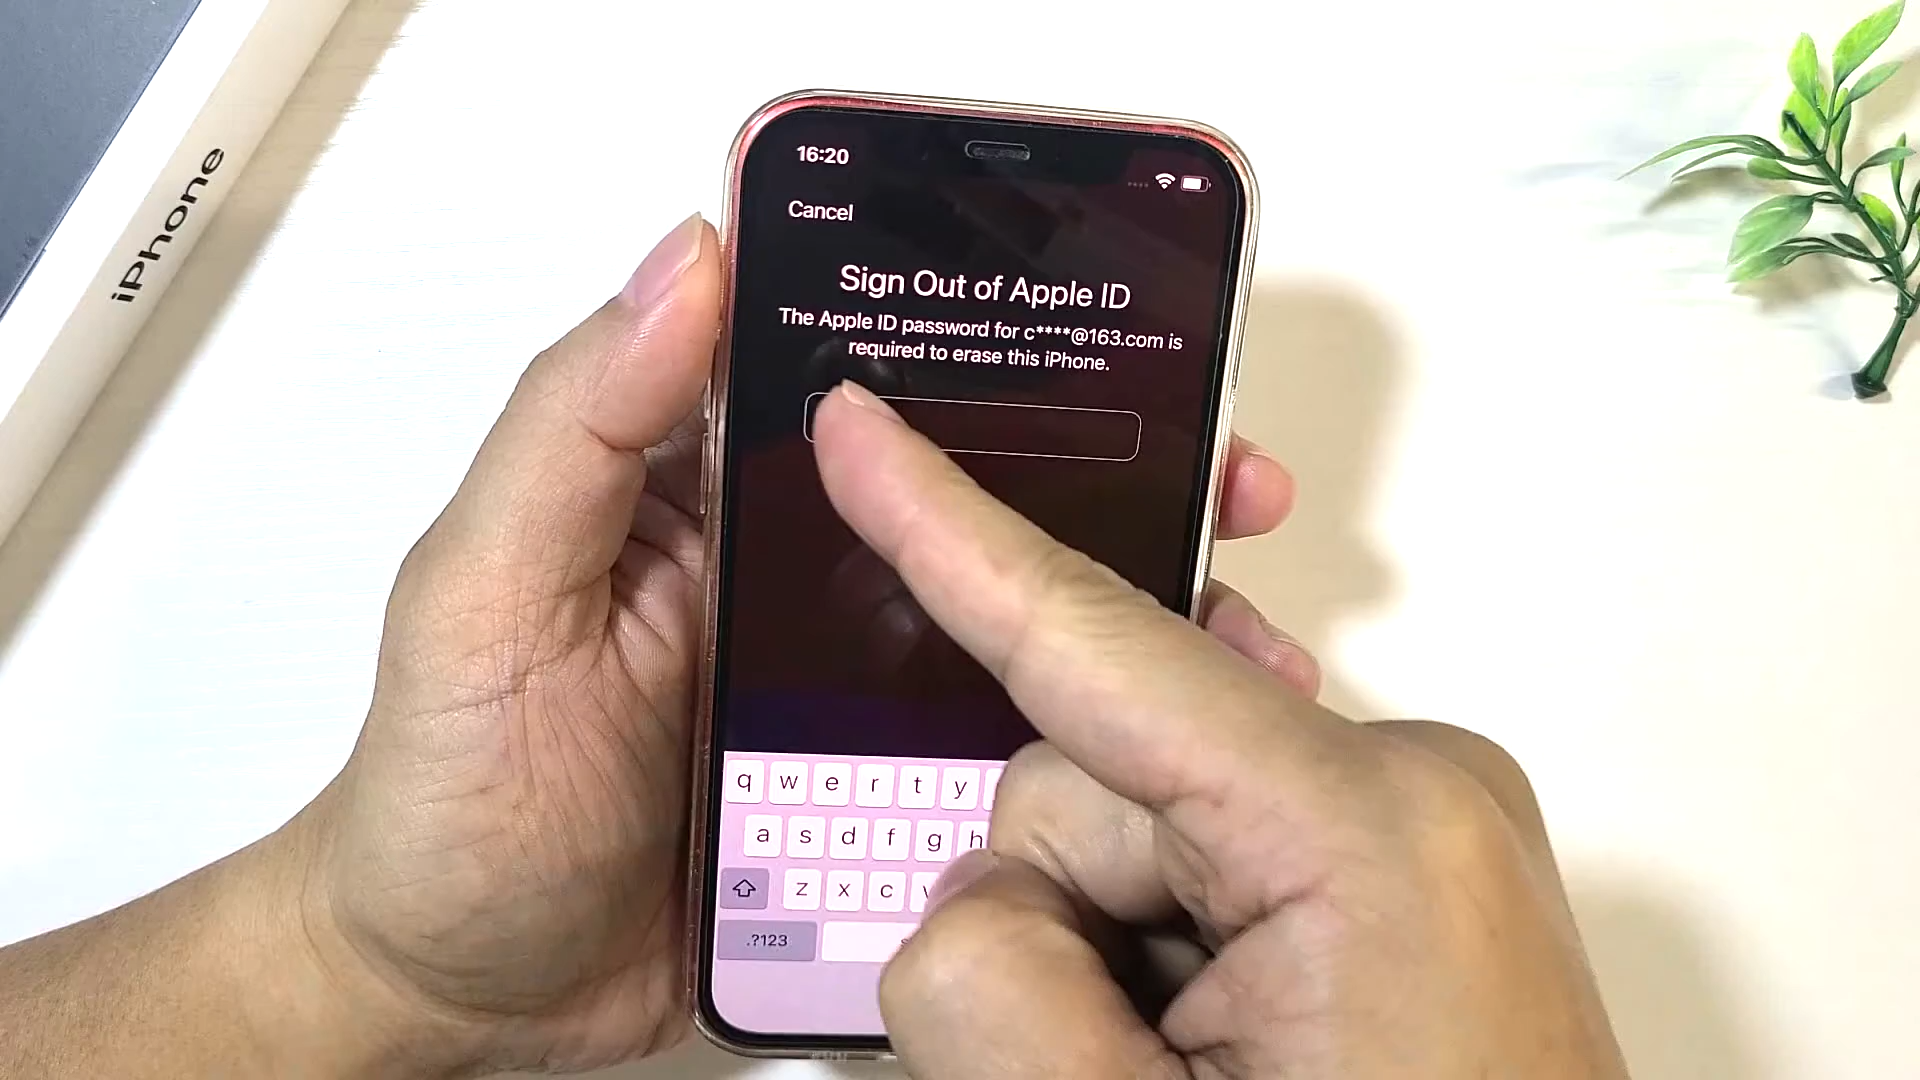 iPhone
16:20
Cancel
Sign Out of Apple ID
The Apple ID password for c****@163.com is
required to erase this iPhone.
q w e r t y
a s d f g h
z x c
.?123